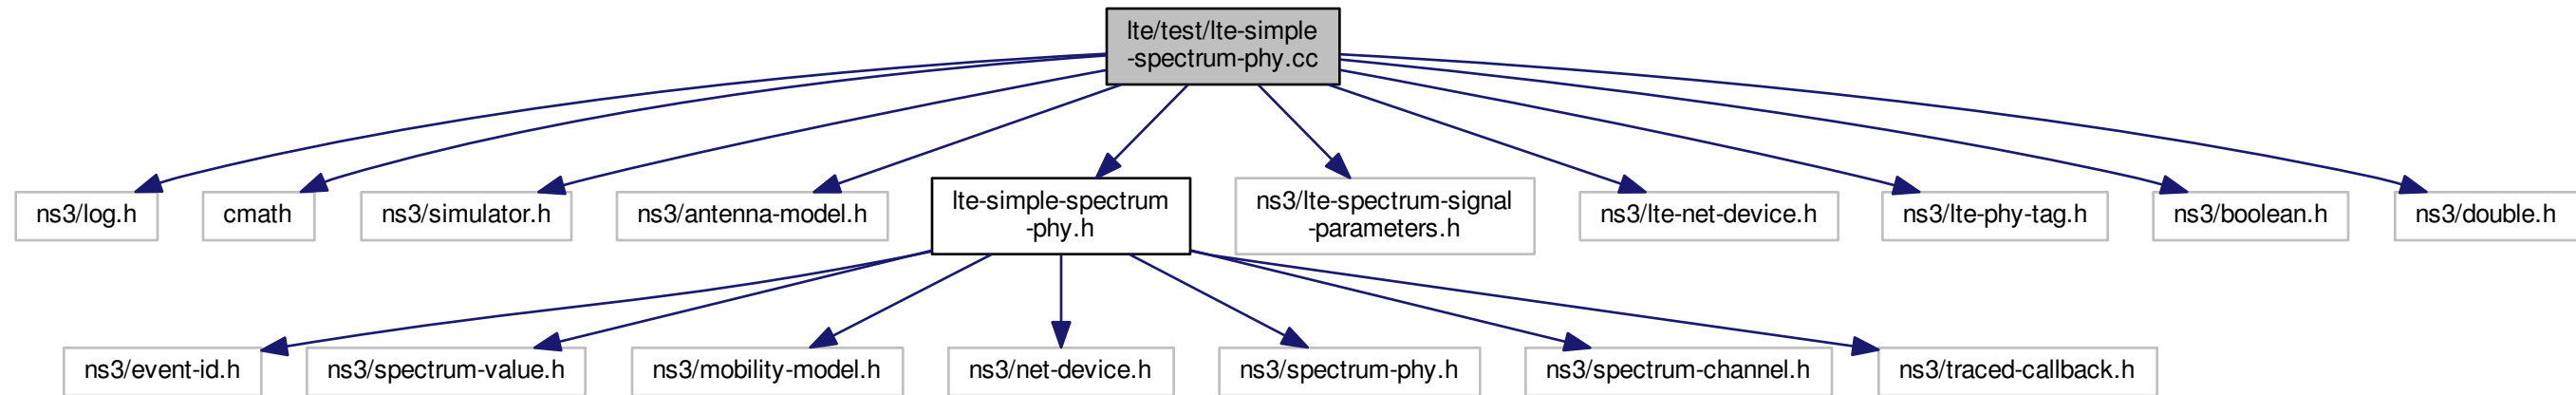 lte/test/lte-simple
-spectrum-phy.cc
ns3/log.h
cmath
ns3/simulator.h
ns3/antenna-model.h
lte-simple-spectrum
-phy.h
ns3/lte-spectrum-signal
-parameters.h
ns3/lte-net-device.h
ns3/lte-phy-tag.h
ns3/boolean.h
ns3/double.h
ns3/event-id.h
ns3/spectrum-value.h
ns3/mobility-model.h
ns3/net-device.h
ns3/spectrum-phy.h
ns3/spectrum-channel.h
ns3/traced-callback.h